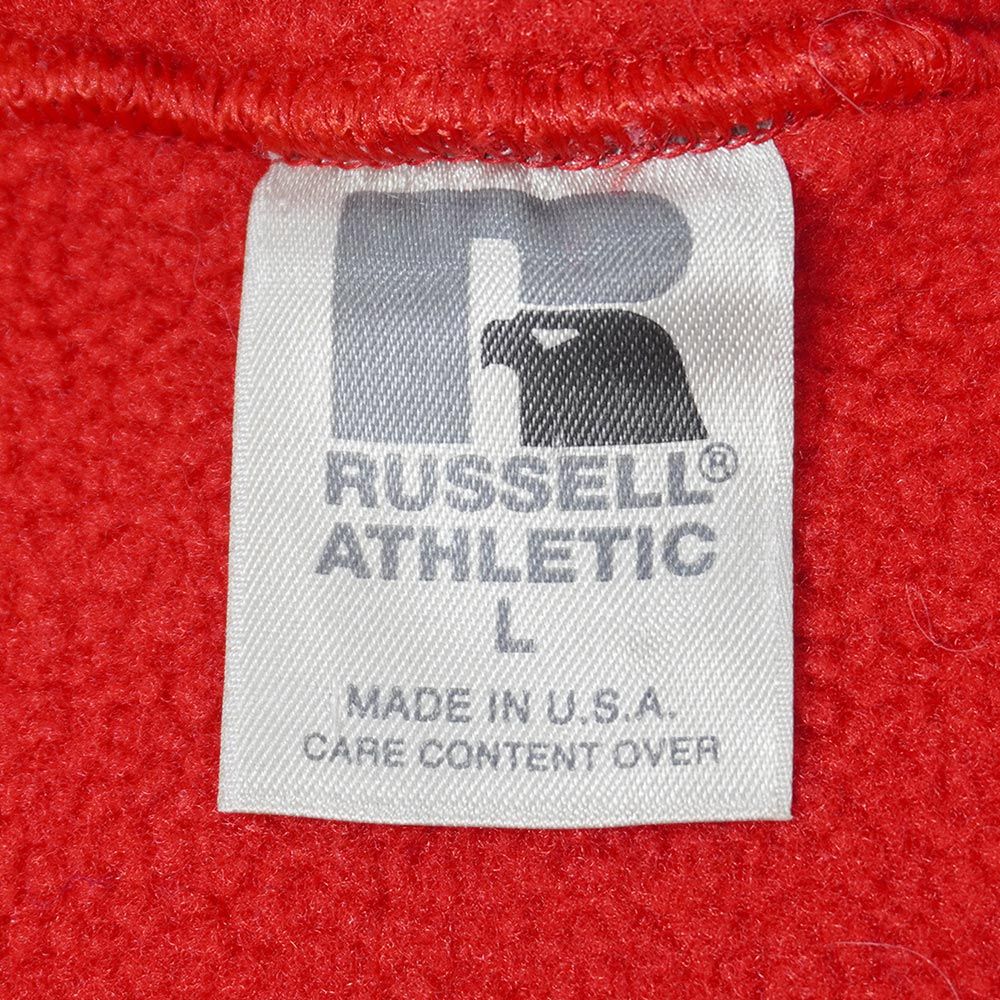 R
RUSSELL®
ATHLETIC
L
MADE IN U.S.A.
CARE CONTENT OVER